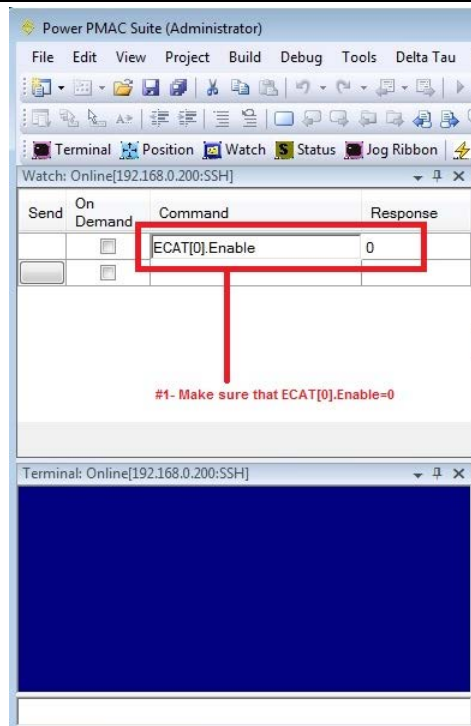 Power PMAC Suite (Administrator)
File Edit View Project Build Debug Tools Delta Tau
Terminal Position Watch S Status Jog Ribbon
Watch: Online[192.168.0.200:SSH]
Send On Demand Command Response
ECAT[0].Enable 0
#1- Make sure that ECAT[0].Enable=0
Terminal: Online[192.168.0.200:SSH]